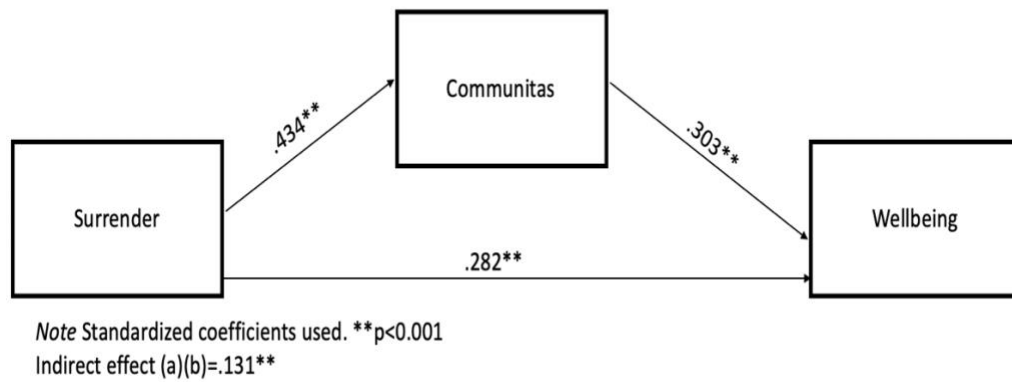 Communitas
.434**
.303**
Surrender
Wellbeing
.282**
Note Standardized coefficients used. **p<0.001
Indirect effect (a)(b)=.131**